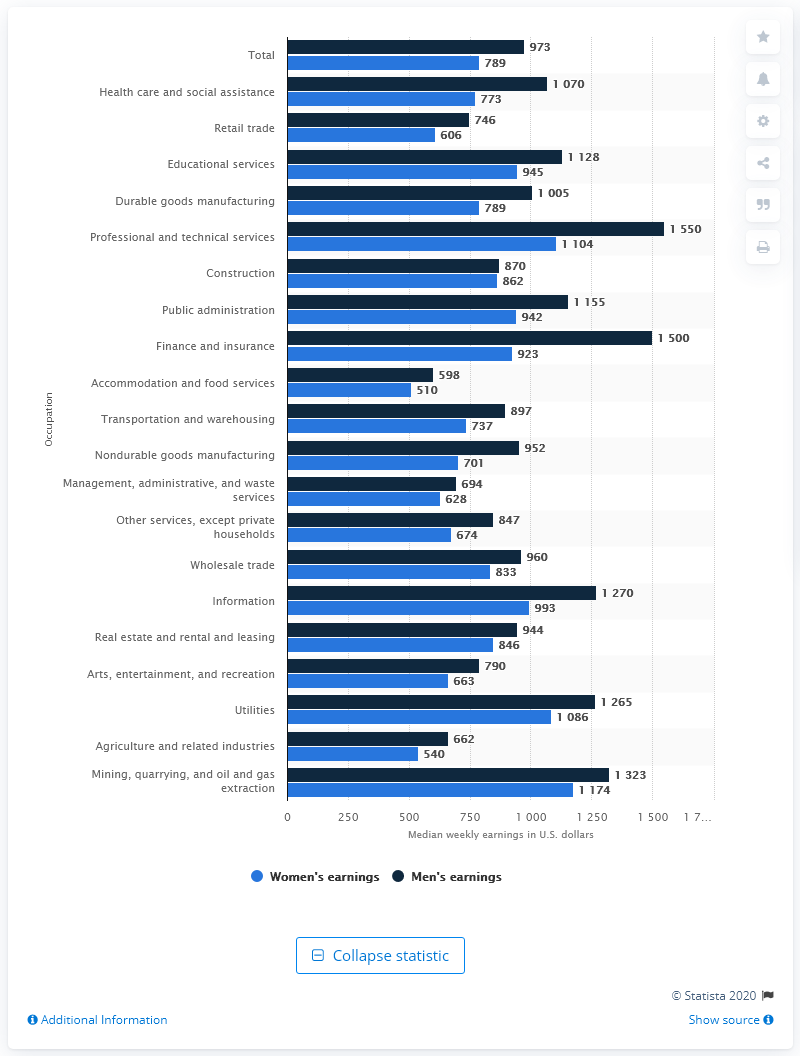 Total
973
789
Health care and social assistance
1 070
773
Retail trade
746
606
Educational services
1 128
945
Durable goods manufacturing
1 005
789
Professional and technical services
1 550
1 104
Construction
870
862
Public administration
1 155
942
Finance and insurance
1 500
923
Accommodation and food services
598
510
Transportation and warehousing
897
737
Nondurable goods manufacturing
952
701
Management, administrative, and waste
services
694
628
Other services, except private
households
847
674
Wholesale trade
960
833
Information
1 270
993
Real estate and rental and leasing
944
846
Arts, entertainment, and recreation
790
663
Utilities
1 265
1 086
Agriculture and related industries
662
540
Mining, quarrying, and oil and gas
extraction
1 323
1 174
Occupation
0 250 500 750 1 000 1 250 1 500 1 7...
Median weekly earnings in U.S. dollars
Women's earnings Men's earnings
Collapse statistic
© Statista 2020
Additional Information Show source